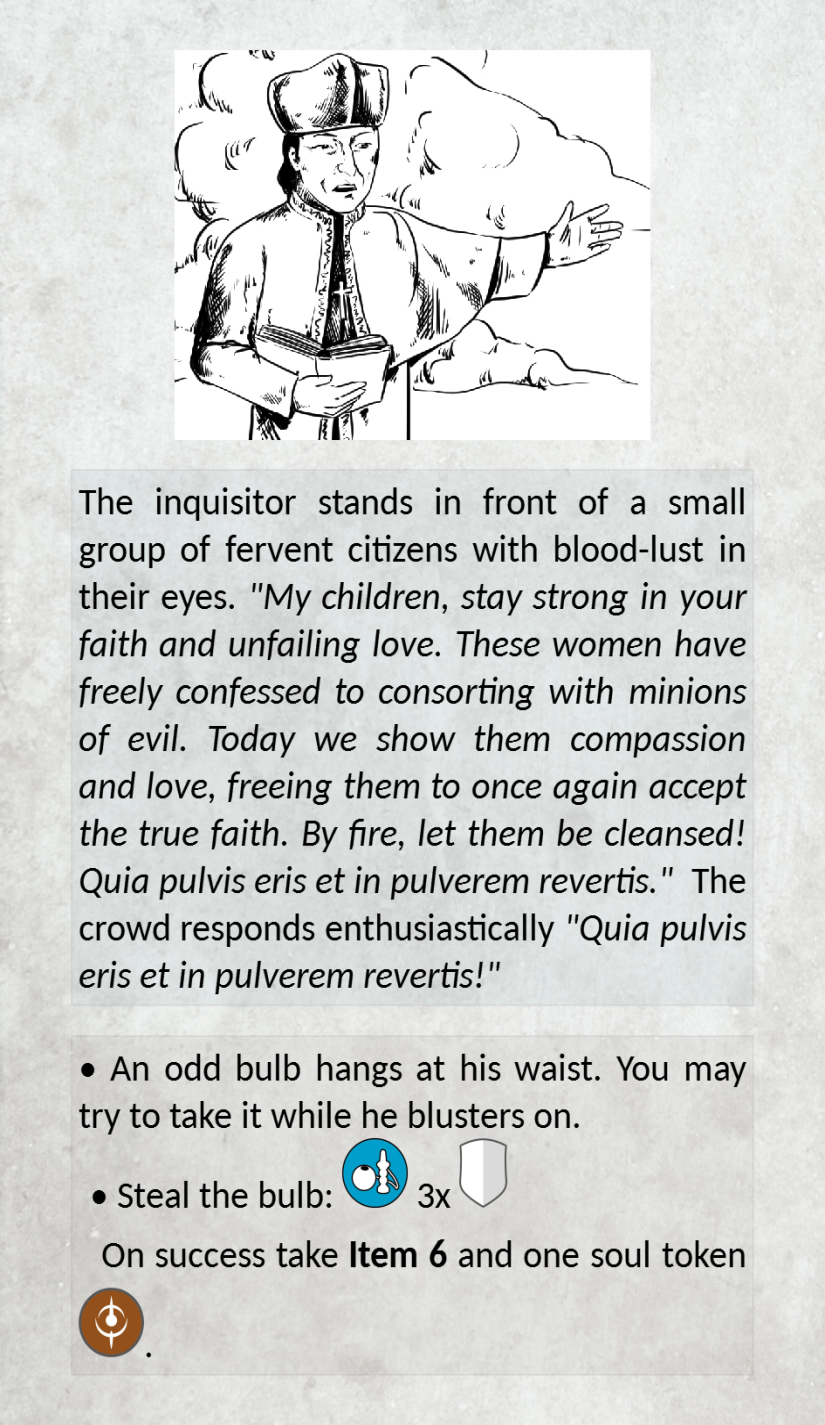 The inquisitor stands in front of a small
group of fervent citizens with blood-lust in
their eyes. "My children, stay strong in your
faith and unfailing love. These women have
freely confessed to consorting with minions
of evil. Today we show them compassion
and love, freeing them to once again accept
the true faith. By fire, let them be cleansed!
Quia pulvis eris et in pulverem revertis." The
crowd responds enthusiastically "Quia pulvis
eris et in pulverem revertis!"
• An odd bulb hangs at his waist. You may
try to take it while he blusters on.
• Steal the bulb: 3x
On success take Item 6 and one soul token
.